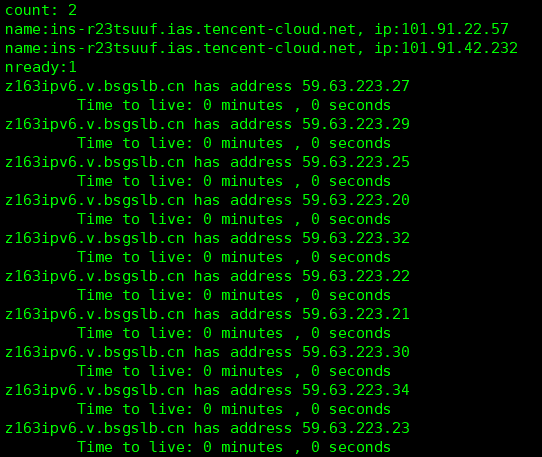 count: 2
name:ins-r23tsuuf.ias.tencent-cloud.net, ip:101.91.22.57
name:ins-r23tsuuf.ias.tencent-cloud.net, ip:101.91.42.232
nready:1
z163ipv6.v.bsgslb.cn has address 59.63.223.27
        Time to live: 0 minutes , 0 seconds
z163ipv6.v.bsgslb.cn has address 59.63.223.29
        Time to live: 0 minutes , 0 seconds
z163ipv6.v.bsgslb.cn has address 59.63.223.25
        Time to live: 0 minutes , 0 seconds
z163ipv6.v.bsgslb.cn has address 59.63.223.20
        Time to live: 0 minutes , 0 seconds
z163ipv6.v.bsgslb.cn has address 59.63.223.32
        Time to live: 0 minutes , 0 seconds
z163ipv6.v.bsgslb.cn has address 59.63.223.22
        Time to live: 0 minutes , 0 seconds
z163ipv6.v.bsgslb.cn has address 59.63.223.21
        Time to live: 0 minutes , 0 seconds
z163ipv6.v.bsgslb.cn has address 59.63.223.30
        Time to live: 0 minutes , 0 seconds
z163ipv6.v.bsgslb.cn has address 59.63.223.34
        Time to live: 0 minutes , 0 seconds
z163ipv6.v.bsgslb.cn has address 59.63.223.23
        Time to live: 0 minutes , 0 seconds